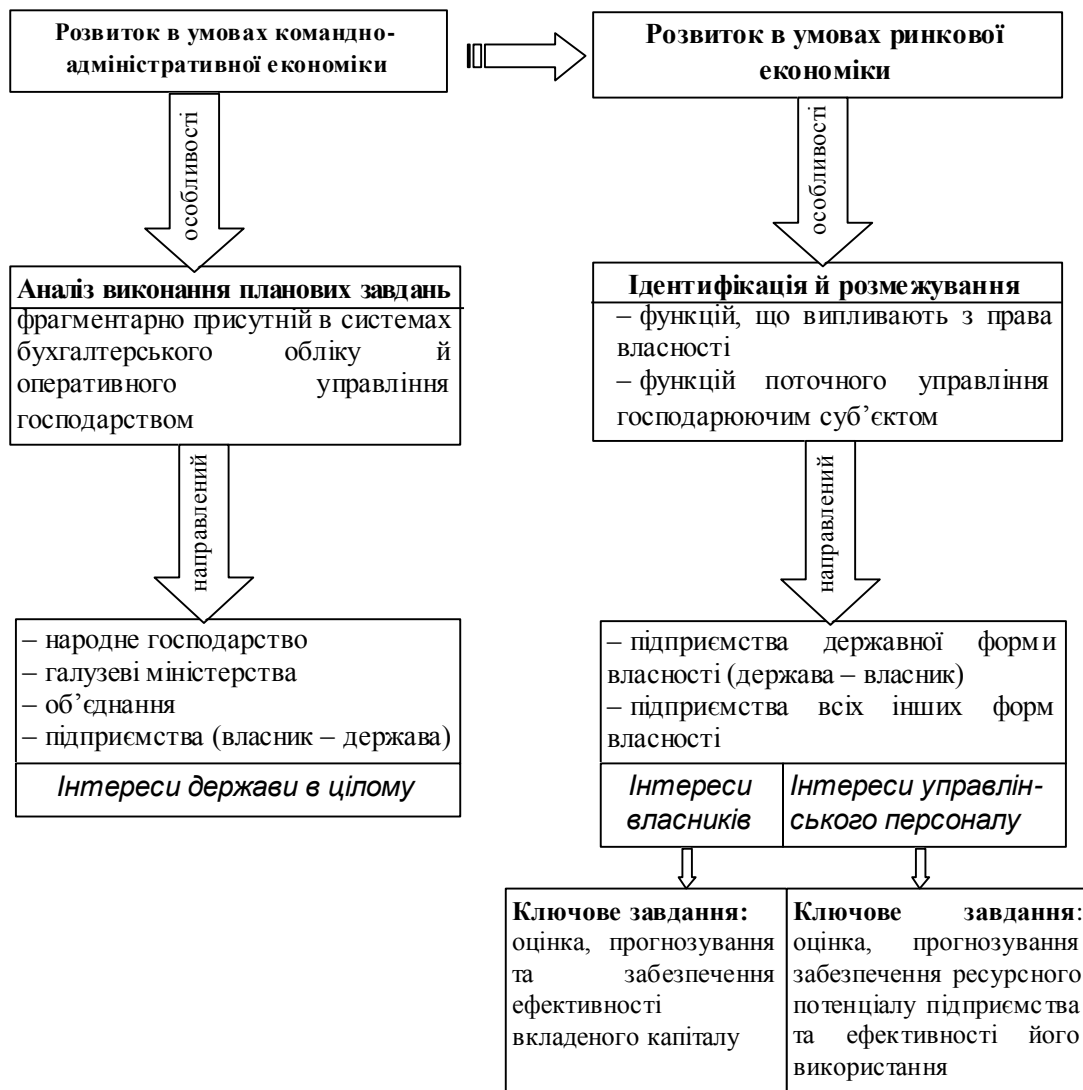 Розвиток в умовах командно-
адміністративної економіки
Розвиток в умовах ринкової
економіки
особливості
особливості
Аналіз виконання планових завдань
фрагментарно присутній в системах
бухгалтерського обліку й
оперативного управління
господарством
Ідентифікація й розмежування
– функцій, що випливають з права
власності
– функцій поточного управління
господарюючим суб’єктом
направлений
направлений
– народне господарство
– галузеві міністерства
– об’єднання
– підприємства (власник – держава)
Інтереси держави в цілому
– підприємства державної форми
власності (держава – власник)
– підприємства всіх інших форм
власності
Інтереси
власників
Інтереси управлін-
ського персоналу
Ключове завдання:
оцінка, прогнозування
та забезпечення
ефективності
вкладеного капіталу
Ключове завдання:
оцінка, прогнозування
забезпечення ресурсного
потенціалу підприємства
та ефективності його
використання